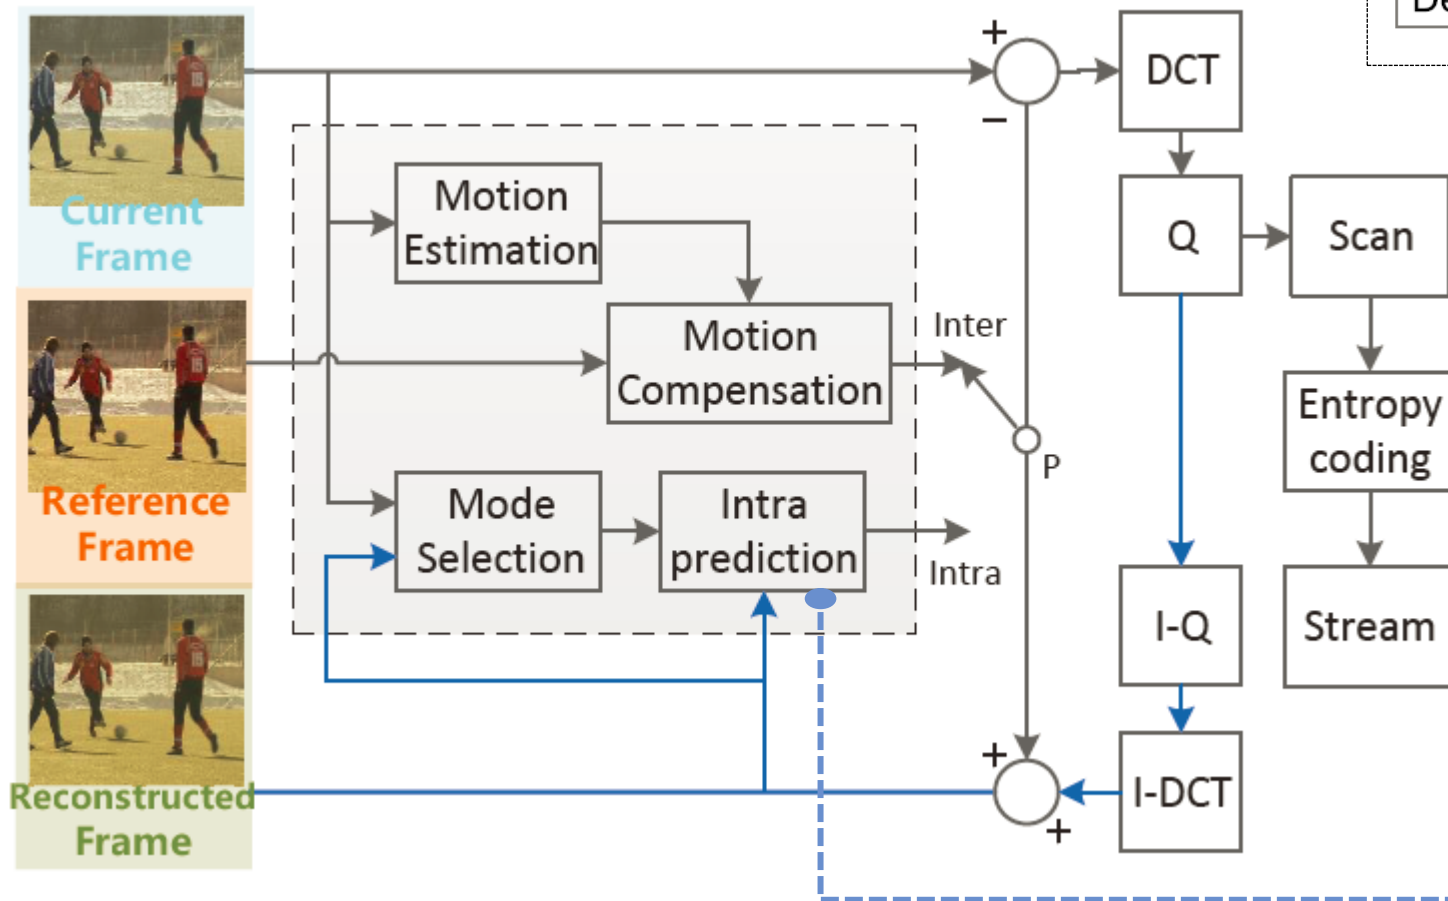 De
+
DCT
–
Current
Frame
Motion
Estimation
Q
Scan
Inter
Motion
Compensation
Entropy
coding
P
Reference
Frame
Mode
Selection
Intra
prediction
Intra
I-Q
Stream
+
I-DCT
Reconstructed
Frame
+